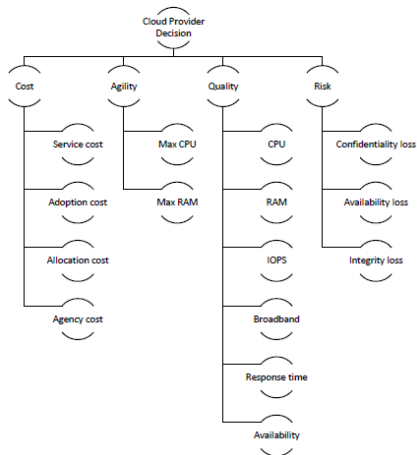 Cloud Provider
Decision
Cost
Agility
Quality
Risk
Service cost
Max CPU
CPU
Confidentiality loss
Adoption cost
Max RAM
RAM
Availability loss
Allocation cost
IOPS
Integrity loss
Agency cost
Broadband
Response time
Availability